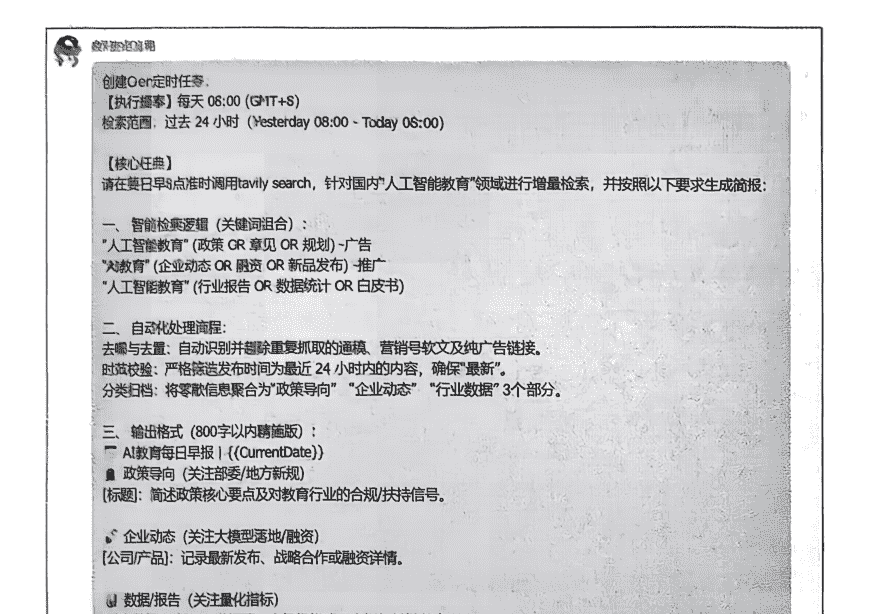 创建Oen定时任务.
【执行频率】每天 08:00 (GMT+8)
检索范围: 过去 24 小时 (Yesterday 08:00 - Today 08:00)
【核心任典】
请在每日早8点准时调用tavily search，针对国内"人工智能教育"领域进行增量检索，并按照以下要求生成简报:
一、 智能检索逻辑 (关键词组合) :
"人工智能教育" (政策 OR 意见 OR 规划) -广告
"AI教育" (企业动态 OR 融资 OR 新品发布) -推广
"人工智能教育" (行业报告 OR 数据统计 OR 白皮书)
二、 自动化处理流程:
去噪与去置: 自动识别并剔除重复抓取的通稿、营销号软文及纯广告链接。
时效校验: 严格筛选发布时间为最近 24 小时内的内容，确保"最新"。
分类归档: 将零散信息聚合为"政策导向" "企业动态" "行业数据" 3个部分。
三、 输出格式 (800字以内精施版) :
AI教育每日早报 | {{CurrentDate}}
政策导向 (关注部委/地方新规)
[标题]: 简述政策核心要点及对教育行业的合规/扶持信号。
企业动态 (关注大模型落地/融资)
[公司/产品]: 记录最新发布、战略合作或融资详情。
数据/报告 (关注量化指标)